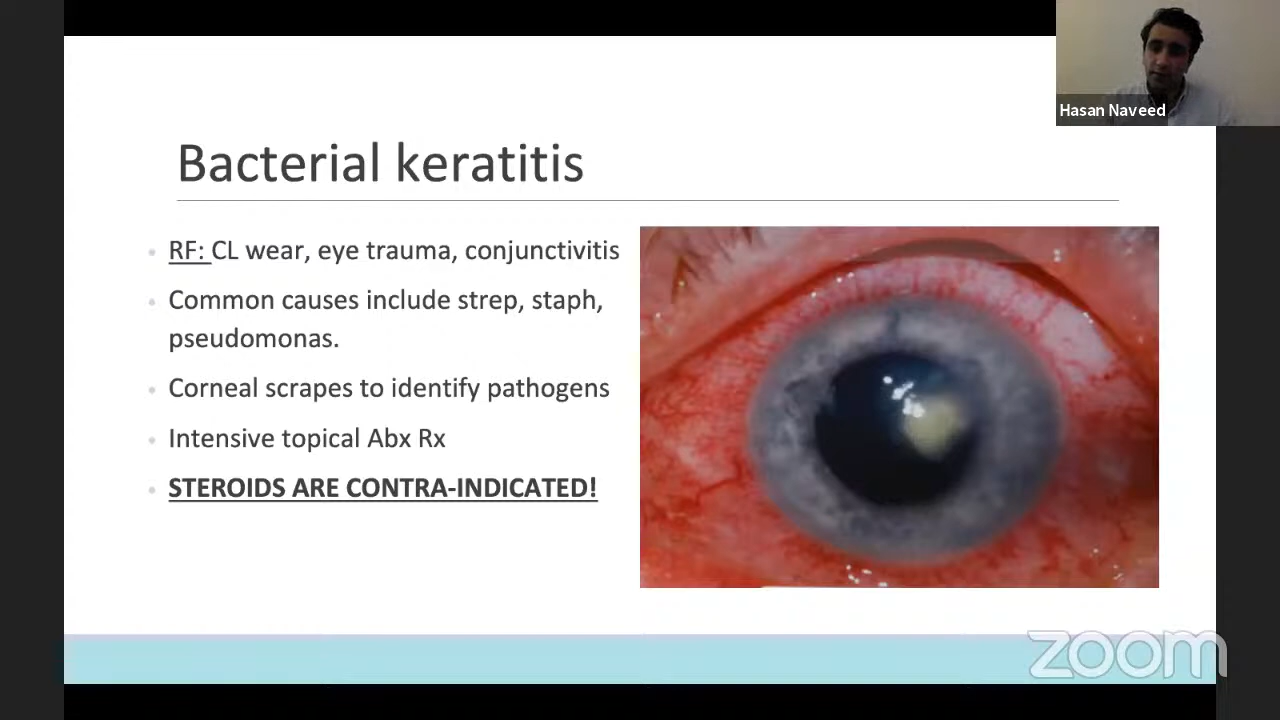 Hasan Naveed
Bacterial keratitis
RF: CL wear, eye trauma, conjunctivitis
Common causes include strep, staph,
pseudomonas.
Corneal scrapes to identify pathogens
Intensive topical Abx Rx
STEROIDS ARE CONTRA-INDICATED!
zoom